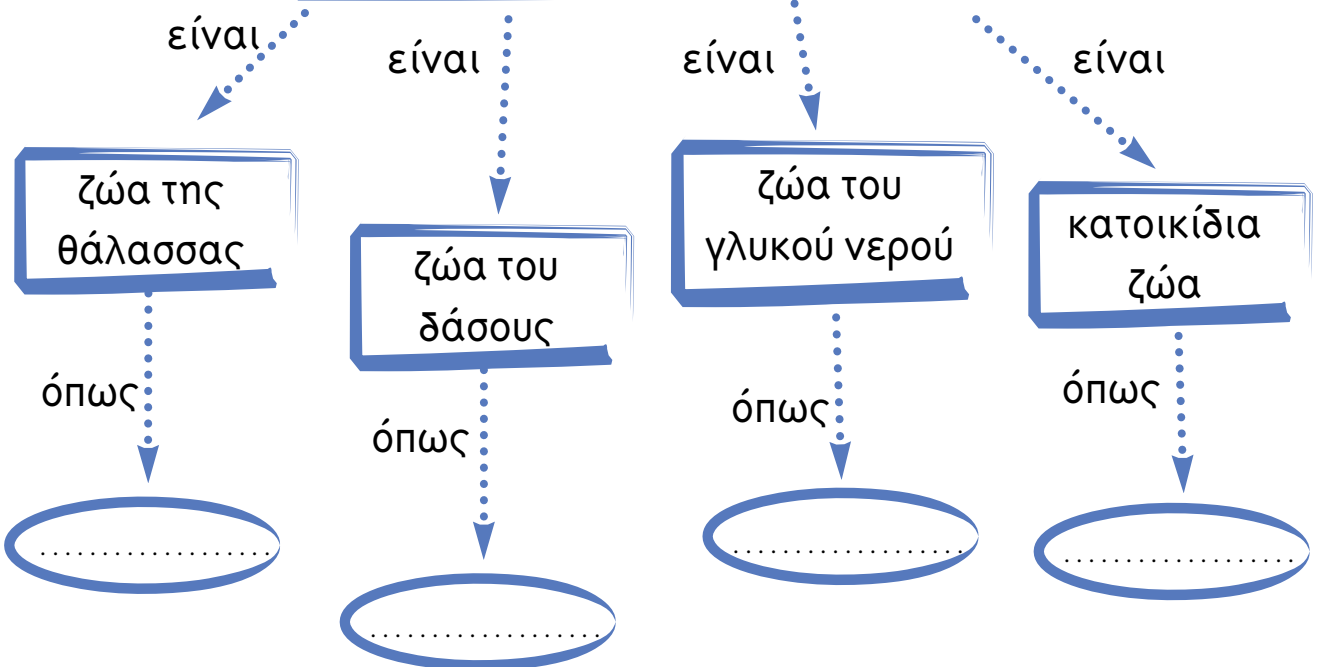 είναι
είναι
είναι
είναι
ζώα της
θάλασσας
ζώα του
δάσους
ζώα του
γλυκού νερού
κατοικίδια
ζώα
όπως
όπως
όπως
όπως
....................
....................
....................
....................